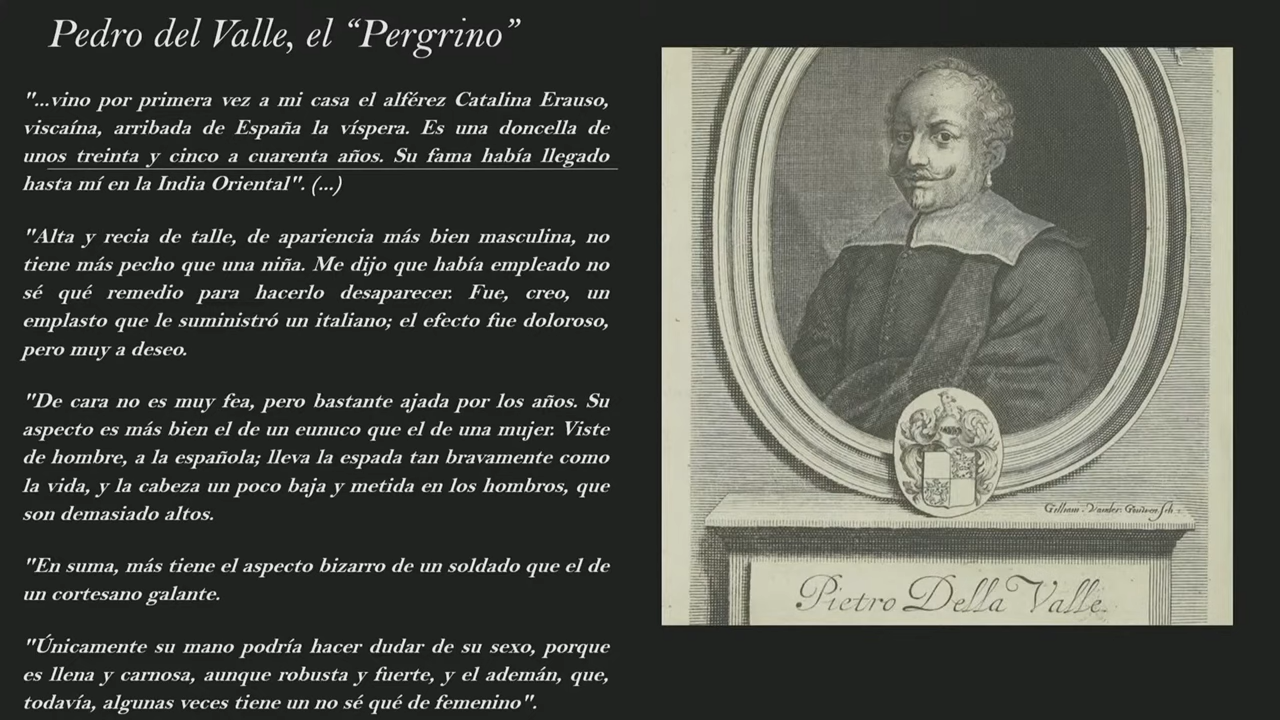 Pedro del Valle, el “Pergrino”
"...vino por primera vez a mi casa el alférez Catalina Erauso,
viscaína, arribada de España la víspera. Es una doncella de
unos treinta y cinco a cuarenta años. Su fama había llegado
hasta mí en la India Oriental". (...)
"Alta y recia de talle, de apariencia más bien masculina, no
tiene más pecho que una niña. Me dijo que había empleado no
sé qué remedio para hacerlo desaparecer. Fue, creo, un
emplasto que le suministró un italiano; el efecto fue doloroso,
pero muy a deseo.
"De cara no es muy fea, pero bastante ajada por los años. Su
aspecto es más bien el de un eunuco que el de una mujer. Viste
de hombre, a la española; lleva la espada tan bravamente como
la vida, y la cabeza un poco baja y metida en los hombros, que
son demasiado altos.
"En suma, más tiene el aspecto bizarro de un soldado que el de
un cortesano galante.
"Únicamente su mano podría hacer dudar de su sexo, porque
es llena y carnosa, aunque robusta y fuerte, y el ademán, que,
todavía, algunas veces tiene un no sé qué de femenino".
Pietro Della Valle.